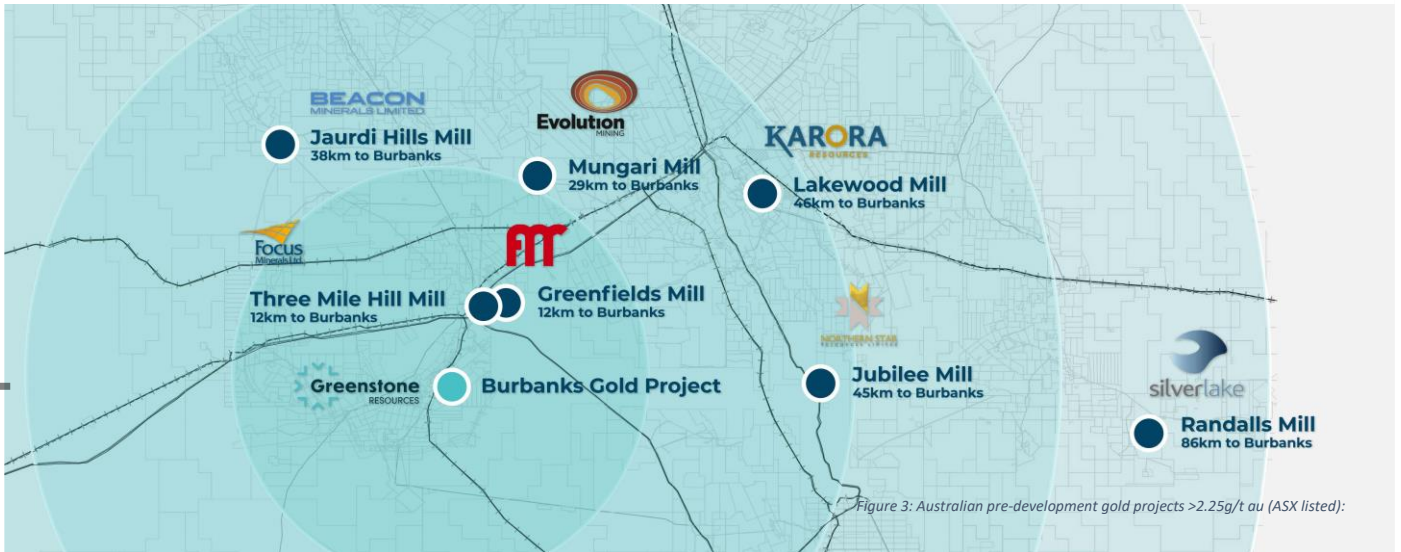 BEACON
MINERALS LIMITED
Jaurdi Hills Mill
38km to Burbanks
Evolution
MINING
Mungari Mill
29km to Burbanks
KARORA
RESOURCES
Lakewood Mill
46km to Burbanks
Focus
Minerals Ltd
FMR
Three Mile Hill Mill
12km to Burbanks
Greenfields Mill
12km to Burbanks
NORTHERN STAR
RESOURCES LIMITED
Greenstone
RESOURCES
Burbanks Gold Project
Jubilee Mill
45km to Burbanks
silverlake
Randalls Mill
86km to Burbanks
Figure 3: Australian pre-development gold projects >2.25g/t au (ASX listed):